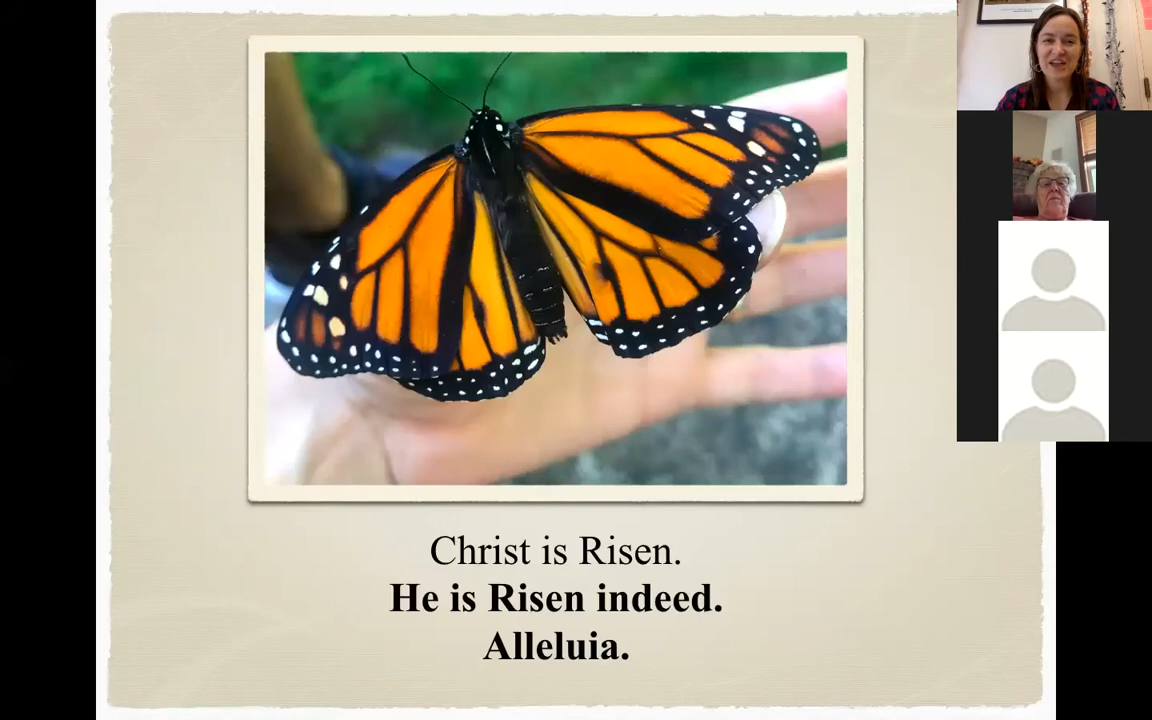 Christ is Risen.
He is Risen indeed.
Alleluia.